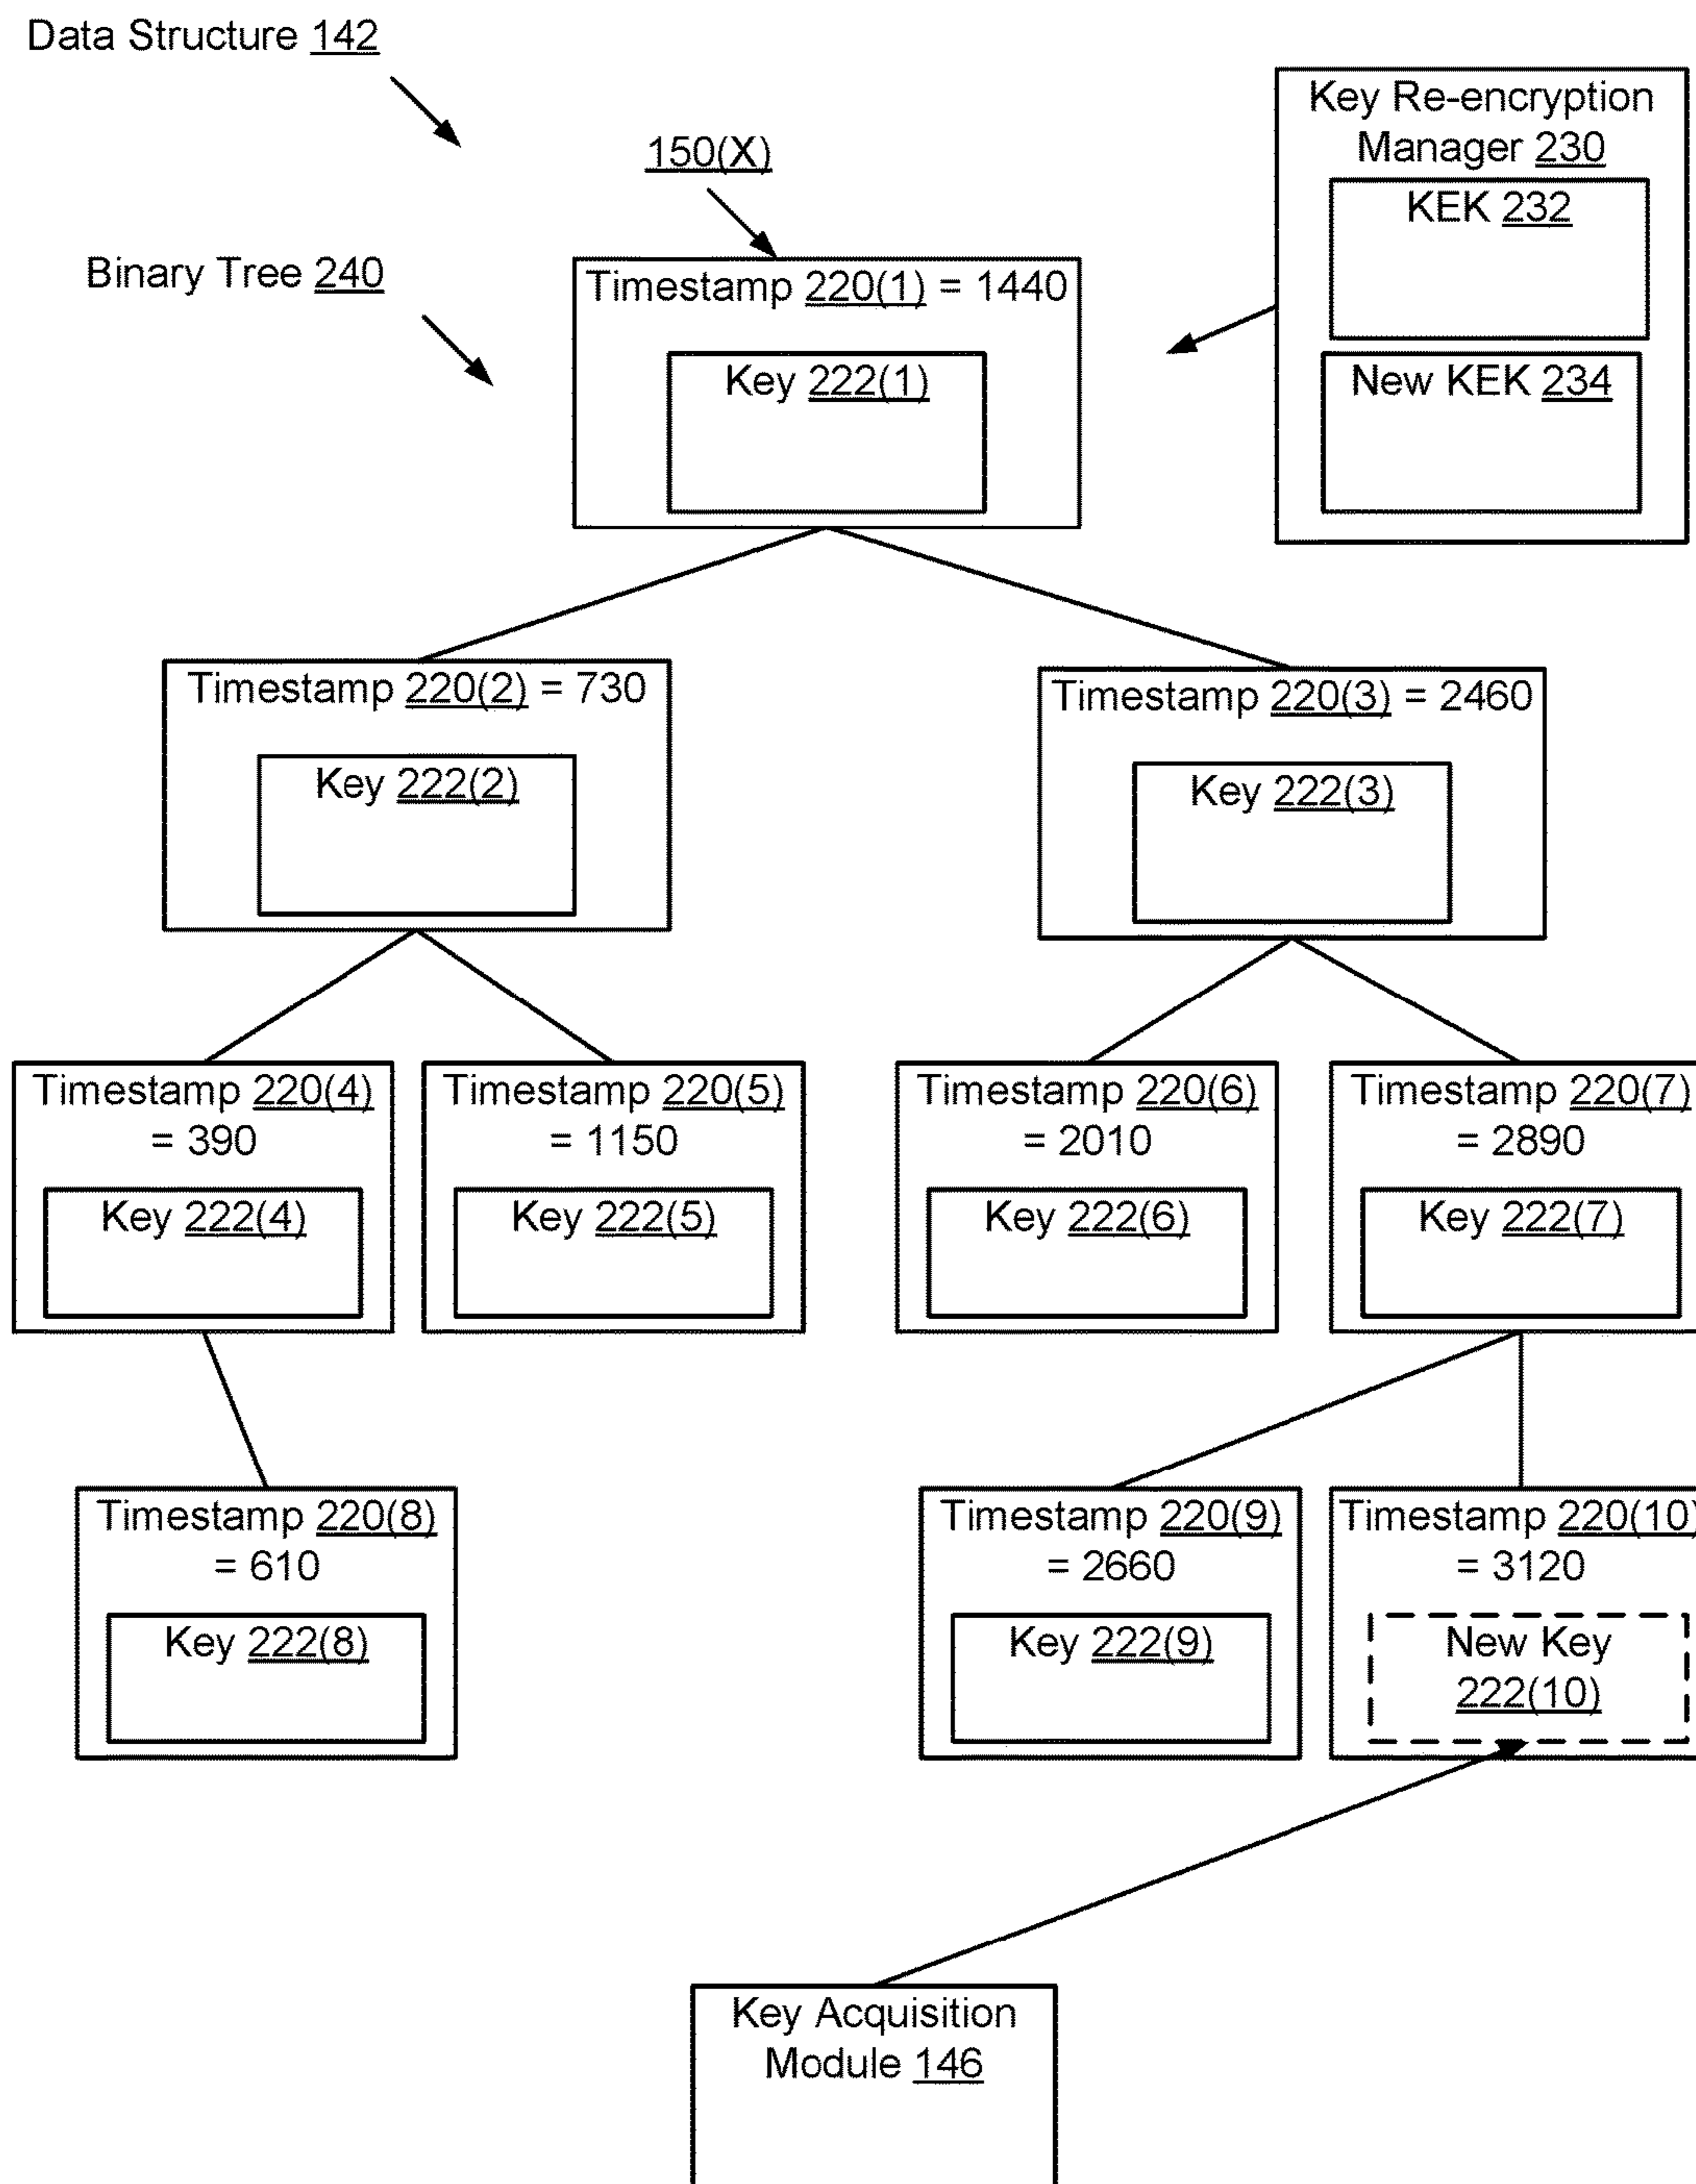 Data Structure 142
150(X)
Key Re-encryption
Manager 230
KEK 232
New KEK 234
Binary Tree 240
Timestamp 220(1) = 1440
Key 222(1)
Timestamp 220(2) = 730
Key 222(2)
Timestamp 220(3) = 2460
Key 222(3)
Timestamp 220(4)
= 390
Key 222(4)
Timestamp 220(5)
= 1150
Key 222(5)
Timestamp 220(6)
= 2010
Key 222(6)
Timestamp 220(7)
= 2890
Key 222(7)
Timestamp 220(8)
= 610
Key 222(8)
Timestamp 220(9)
= 2660
Key 222(9)
Timestamp 220(10)
= 3120
New Key
222(10)
Key Acquisition
Module 146